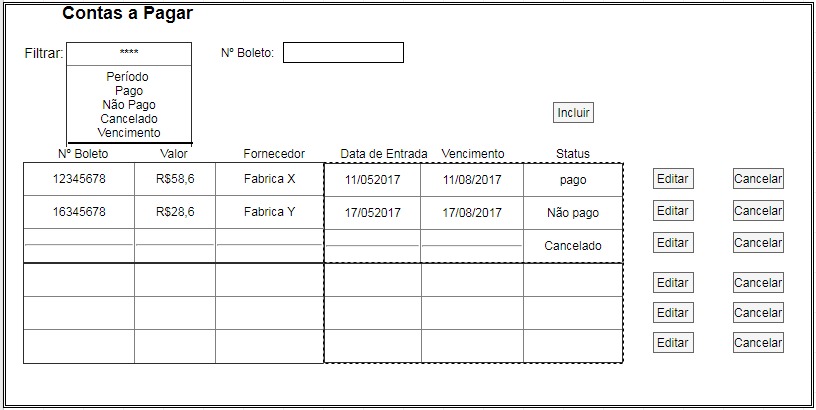 Contas a Pagar
Filtrar: **** Nº Boleto:
Período
Pago
Não Pago
Cancelado
Vencimento
Incluir
Nº Boleto Valor Fornecedor Data de Entrada Vencimento Status
12345678 R$58,6 Fabrica X 11/052017 11/08/2017 pago Editar Cancelar
16345678 R$28,6 Fabrica Y 17/052017 17/08/2017 Não pago Editar Cancelar
Cancelado Editar Cancelar
Editar Cancelar
Editar Cancelar
Editar Cancelar